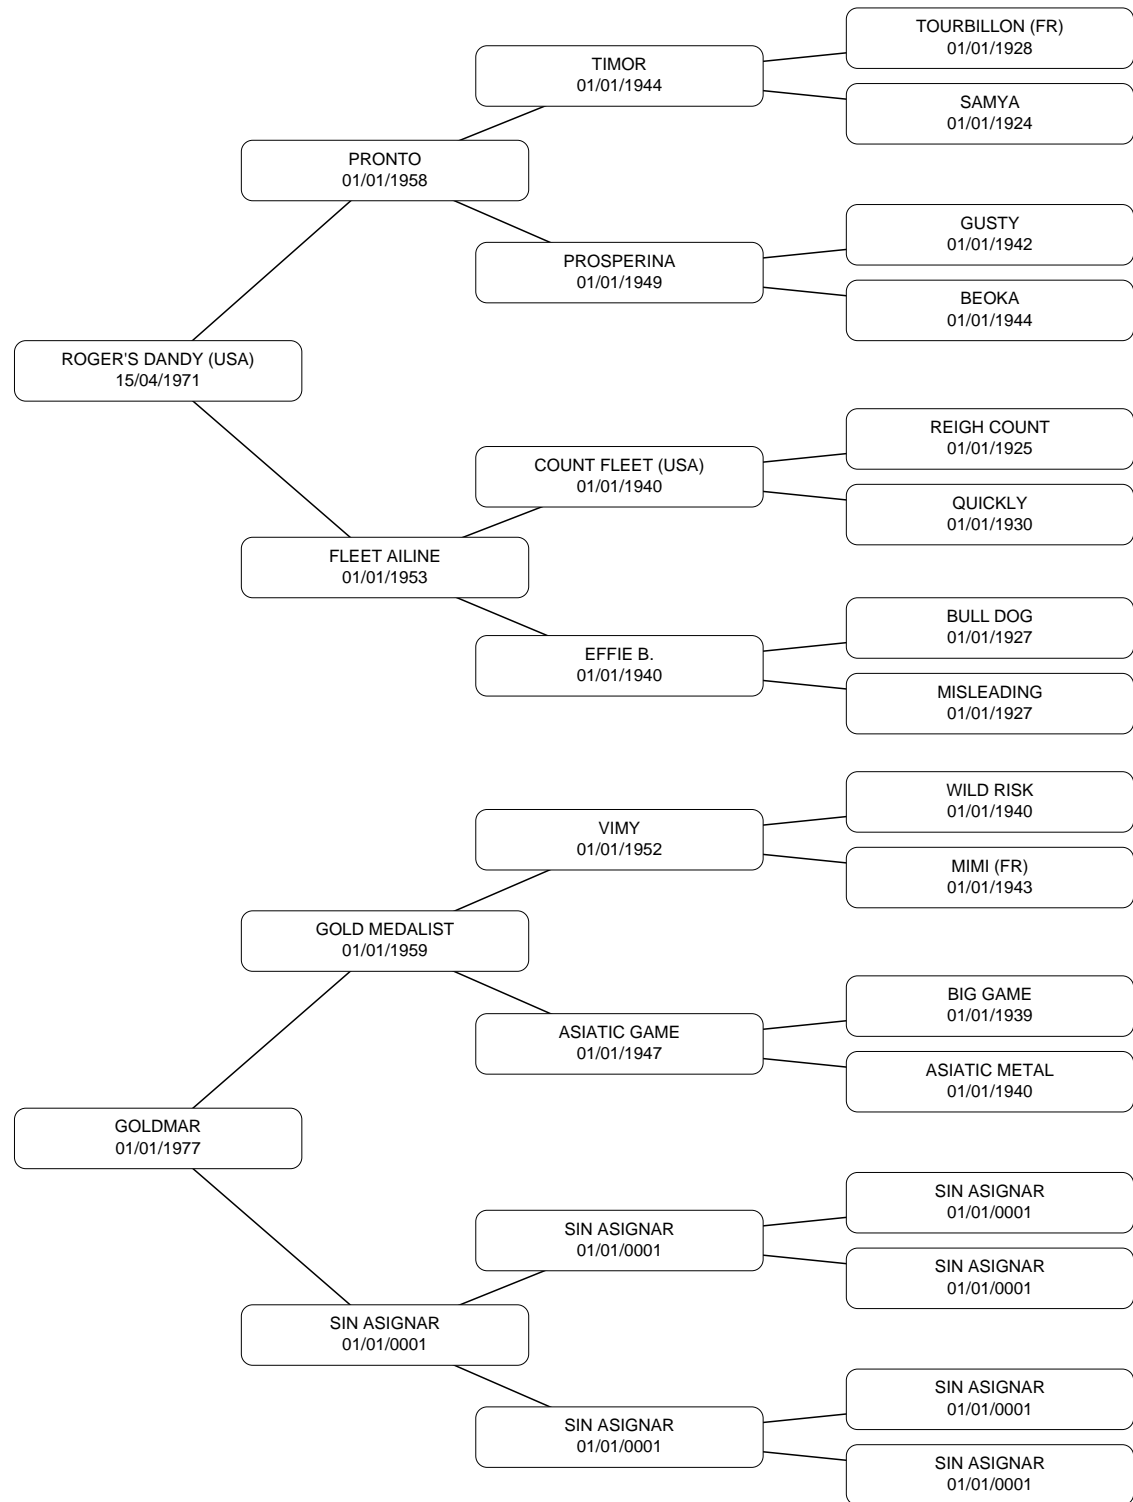 TOURBILLON (FR)
01/01/1928
TIMOR
01/01/1944
SAMYA
01/01/1924
PRONTO
01/01/1958
GUSTY
01/01/1942
PROSPERINA
01/01/1949
BEOKA
01/01/1944
ROGER'S DANDY (USA)
15/04/1971
REIGH COUNT
01/01/1925
COUNT FLEET (USA)
01/01/1940
QUICKLY
01/01/1930
FLEET AILINE
01/01/1953
BULL DOG
01/01/1927
EFFIE B.
01/01/1940
MISLEADING
01/01/1927
WILD RISK
01/01/1940
VIMY
01/01/1952
MIMI (FR)
01/01/1943
GOLD MEDALIST
01/01/1959
BIG GAME
01/01/1939
ASIATIC GAME
01/01/1947
ASIATIC METAL
01/01/1940
GOLDMAR
01/01/1977
SIN ASIGNAR
01/01/0001
SIN ASIGNAR
01/01/0001
SIN ASIGNAR
01/01/0001
SIN ASIGNAR
01/01/0001
SIN ASIGNAR
01/01/0001
SIN ASIGNAR
01/01/0001
SIN ASIGNAR
01/01/0001